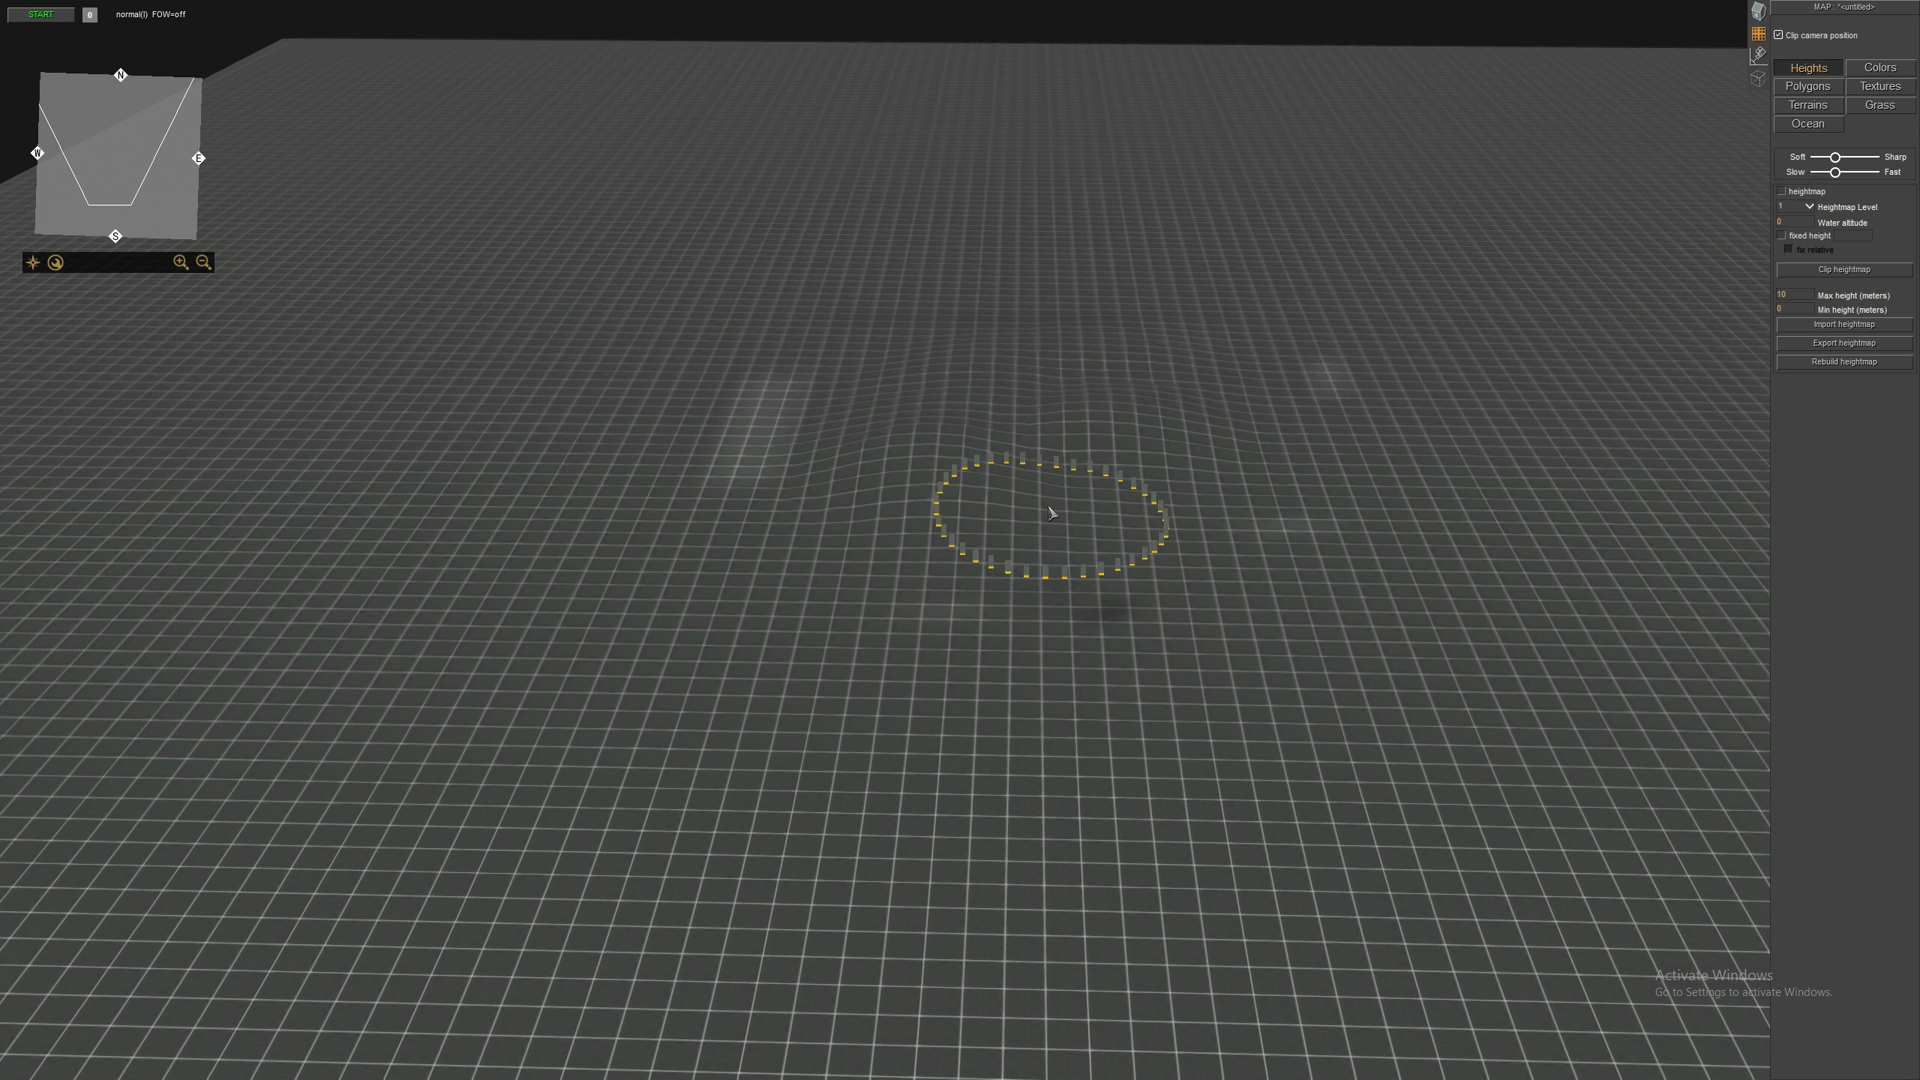 START 0 normal(I) FOW=off
MAP : *<untitled>
Clip camera position
Heights Colors
Polygons Textures
Terrains Grass
Ocean
Soft Sharp
Slow Fast
heightmap
1 Heightmap Level
0 Water altitude
fixed height
fix relative
Clip heightmap
10 Max height (meters)
0 Min height (meters)
Import heightmap
Export heightmap
Rebuild heightmap
N
W E
S
Activate Windows
Go to Settings to activate Windows.